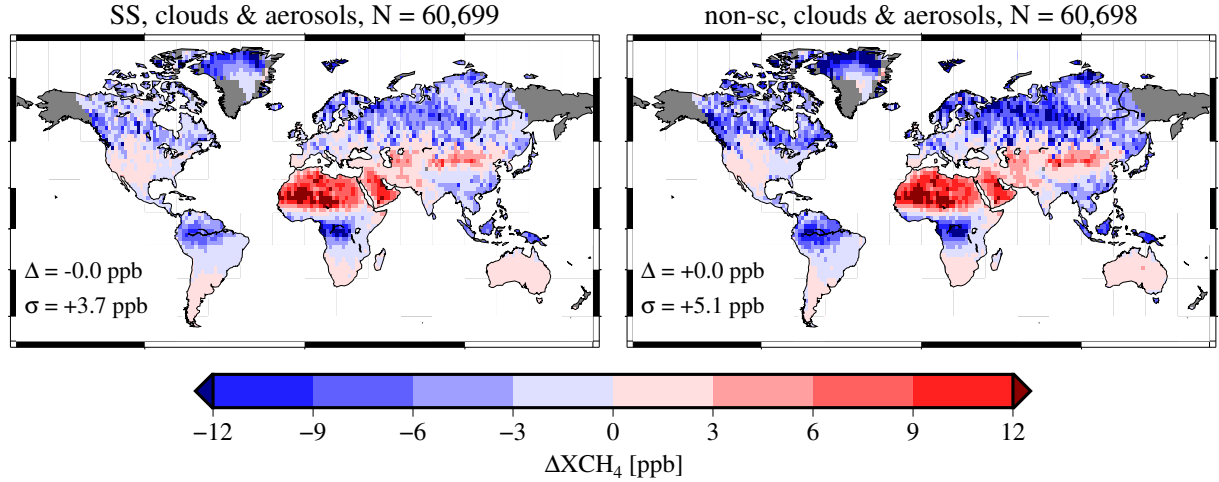 SS, clouds & aerosols, N = 60,699
non-sc, clouds & aerosols, N = 60,698
Δ = -0.0 ppb
σ = +3.7 ppb
Δ = +0.0 ppb
σ = +5.1 ppb
−12 −9 −6 −3 0 3 6 9 12
ΔXCH₄ [ppb]